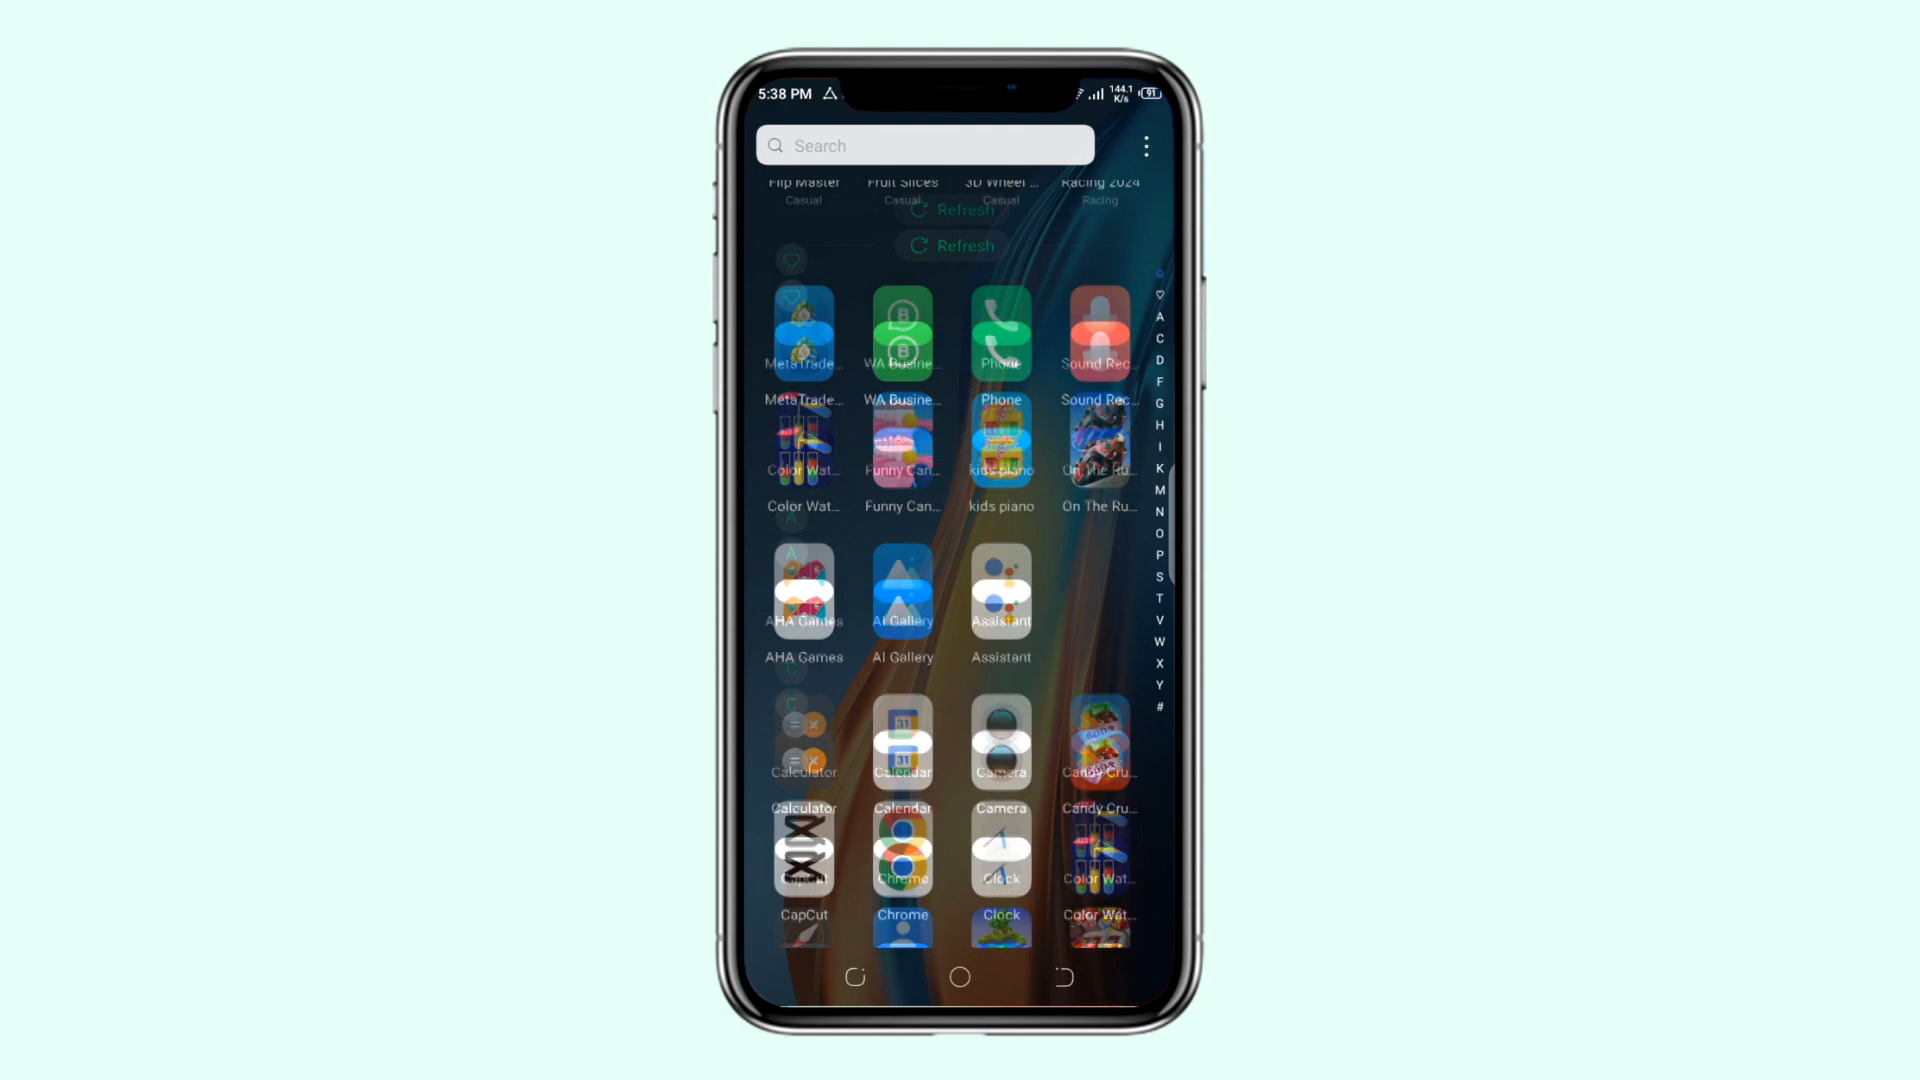 5:38 PM
144.1
K/s
91
Search
Flip Master
Fruit Slices
3D Wheel ...
Racing 2024
Casual
Casual
Casual
Racing
Refresh
Refresh
MetaTrade...
WA Busine...
Phone
Sound Rec...
MetaTrade...
WA Busine...
Phone
Sound Rec...
Color Wat...
Funny Can...
kids piano
On The Ru...
Color Wat...
Funny Can...
kids piano
On The Ru...
A
A
AHA Games
AI Gallery
Assistant
AHA Games
AI Gallery
Assistant
C
C
31
31
Calculator
Calendar
Camera
Candy Cru...
Calculator
Calendar
Camera
Candy Cru...
CapCut
Chrome
Clock
Color Wat...
CapCut
Chrome
Clock
Color Wat...
A
C
D
F
G
H
I
K
M
N
O
P
S
T
V
W
X
Y
#